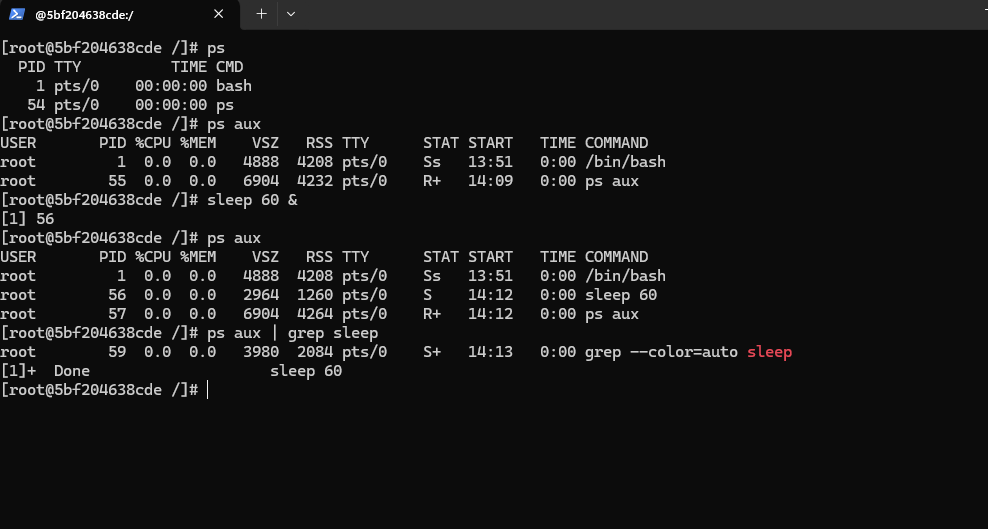 @5bf204638cde:/
[root@5bf204638cde /]# ps
  PID TTY          TIME CMD
    1 pts/0    00:00:00 bash
   54 pts/0    00:00:00 ps
[root@5bf204638cde /]# ps aux
USER       PID %CPU %MEM    VSZ   RSS TTY      STAT START   TIME COMMAND
root         1  0.0  0.0   4888  4208 pts/0    Ss   13:51   0:00 /bin/bash
root        55  0.0  0.0   6904  4232 pts/0    R+   14:09   0:00 ps aux
[root@5bf204638cde /]# sleep 60 &
[1] 56
[root@5bf204638cde /]# ps aux
USER       PID %CPU %MEM    VSZ   RSS TTY      STAT START   TIME COMMAND
root         1  0.0  0.0   4888  4208 pts/0    Ss   13:51   0:00 /bin/bash
root        56  0.0  0.0   2964  1260 pts/0    S    14:12   0:00 sleep 60
root        57  0.0  0.0   6904  4264 pts/0    R+   14:12   0:00 ps aux
[root@5bf204638cde /]# ps aux | grep sleep
root        59  0.0  0.0   3980  2084 pts/0    S+   14:13   0:00 grep --color=auto sleep
[1]+  Done                    sleep 60
[root@5bf204638cde /]#